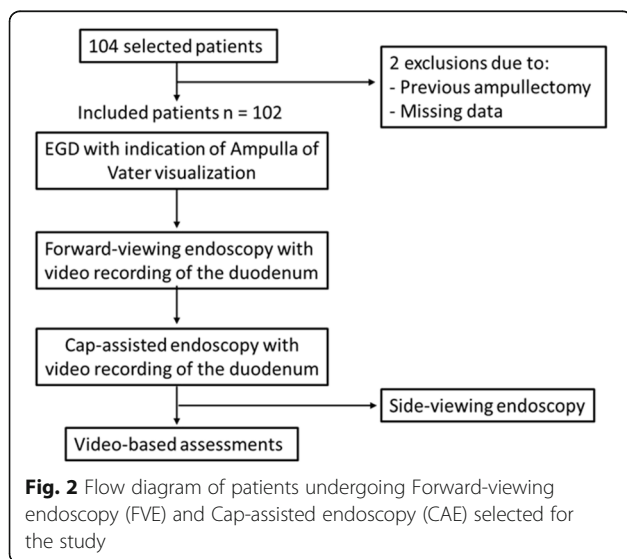 104 selected patients
2 exclusions due to:
- Previous ampullectomy
- Missing data
Included patients n = 102
EGD with indication of Ampulla of
Vater visualization
Forward-viewing endoscopy with
video recording of the duodenum
Cap-assisted endoscopy with
video recording of the duodenum
Side-viewing endoscopy
Video-based assessments
Fig. 2 Flow diagram of patients undergoing Forward-viewing
endoscopy (FVE) and Cap-assisted endoscopy (CAE) selected for
the study